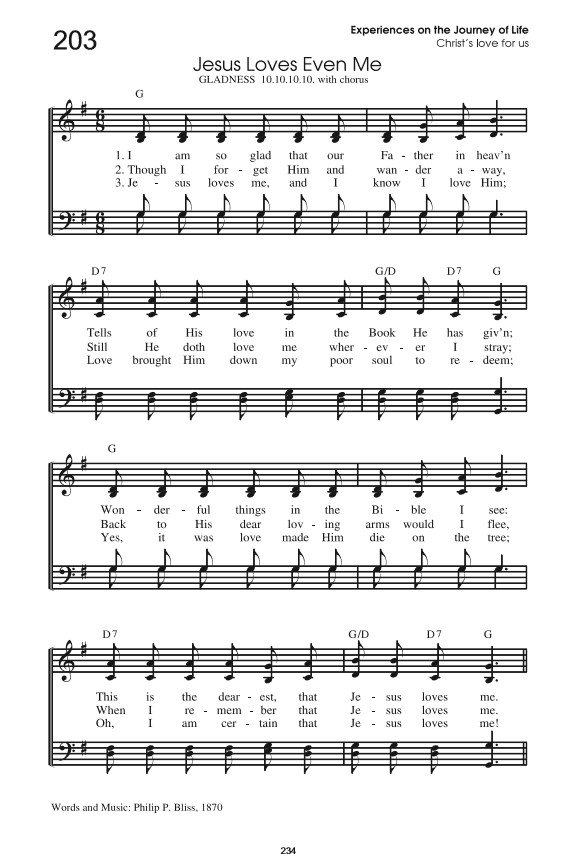 203
Experiences on the Journey of Life
Christ's love for us
Jesus Loves Even Me
GLADNESS 10.10.10.10. with chorus
G
1. I am so glad that our Fa - ther in heav'n
2. Though I for - get Him and wan - der a - way,
3. Je - sus loves me, and I know I love Him;
D7 G/D D7 G
Tells of His love in the Book He has giv'n;
Still He doth love me wher - ev - er I stray;
Love brought Him down my poor soul to re - deem;
G
Won - der - ful things in the Bi - ble I see:
Back to His dear lov - ing arms would I flee,
Yes, it was love made Him die on the tree;
D7 G/D D7 G
This is the dear - est, that Je - sus loves me.
When I re - mem - ber that Je - sus loves me.
Oh, I am cer - tain that Je - sus loves me!
Words and Music: Philip P. Bliss, 1870
234